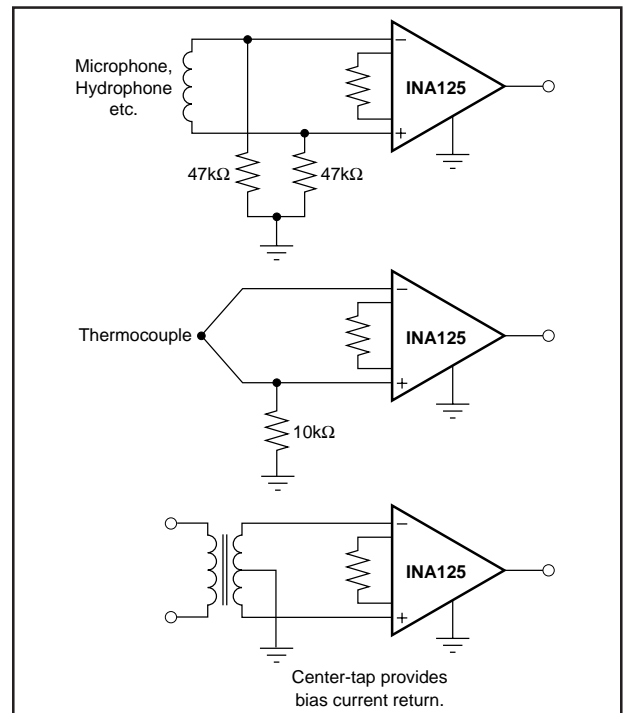 Microphone,
Hydrophone
etc.
−
INA125
+
47kΩ
47kΩ
−
Thermocouple
INA125
+
10kΩ
−
INA125
+
Center-tap provides
bias current return.